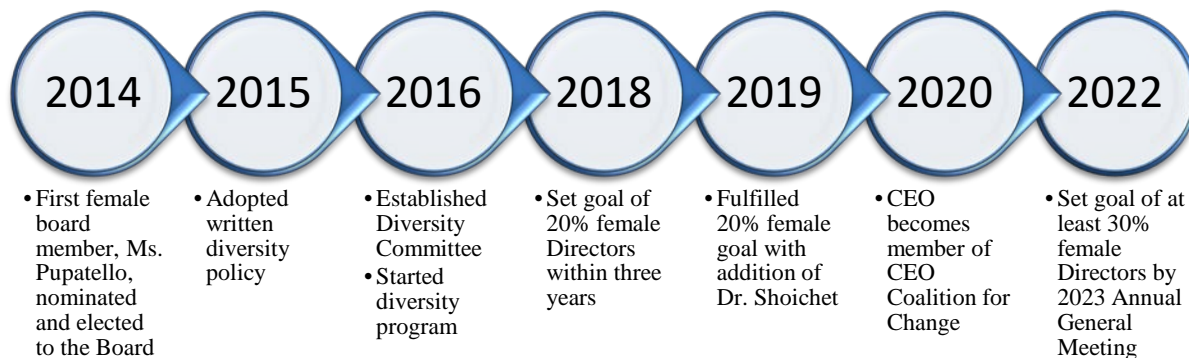 2014
2015
2016
2018
2019
2020
2022
• First female
board
member, Ms.
Pupatello,
nominated
and elected
to the Board
• Adopted
written
diversity
policy
• Established
Diversity
Committee
• Started
diversity
program
• Set goal of
20% female
Directors
within three
years
• Fulfilled
20% female
goal with
addition of
Dr. Shoichet
• CEO
becomes
member of
CEO
Coalition for
Change
• Set goal of at
least 30%
female
Directors by
2023 Annual
General
Meeting